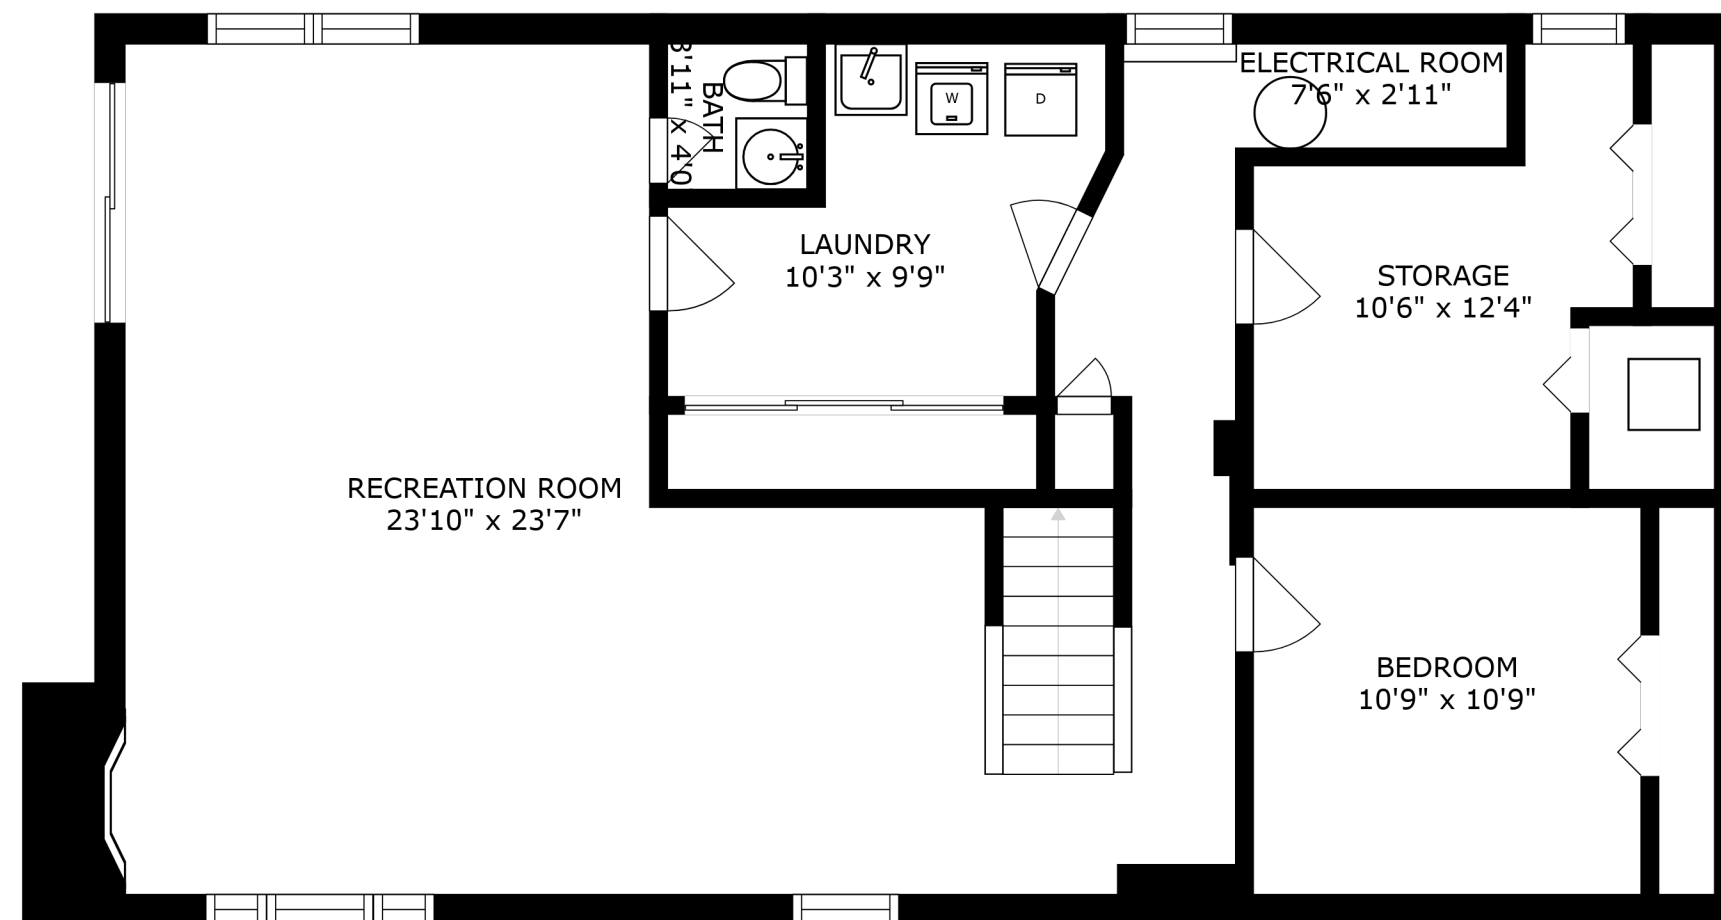 BATH
3'11" x 4'0
ELECTRICAL ROOM
7'6" x 2'11"
W
D
LAUNDRY
10'3" x 9'9"
STORAGE
10'6" x 12'4"
RECREATION ROOM
23'10" x 23'7"
BEDROOM
10'9" x 10'9"